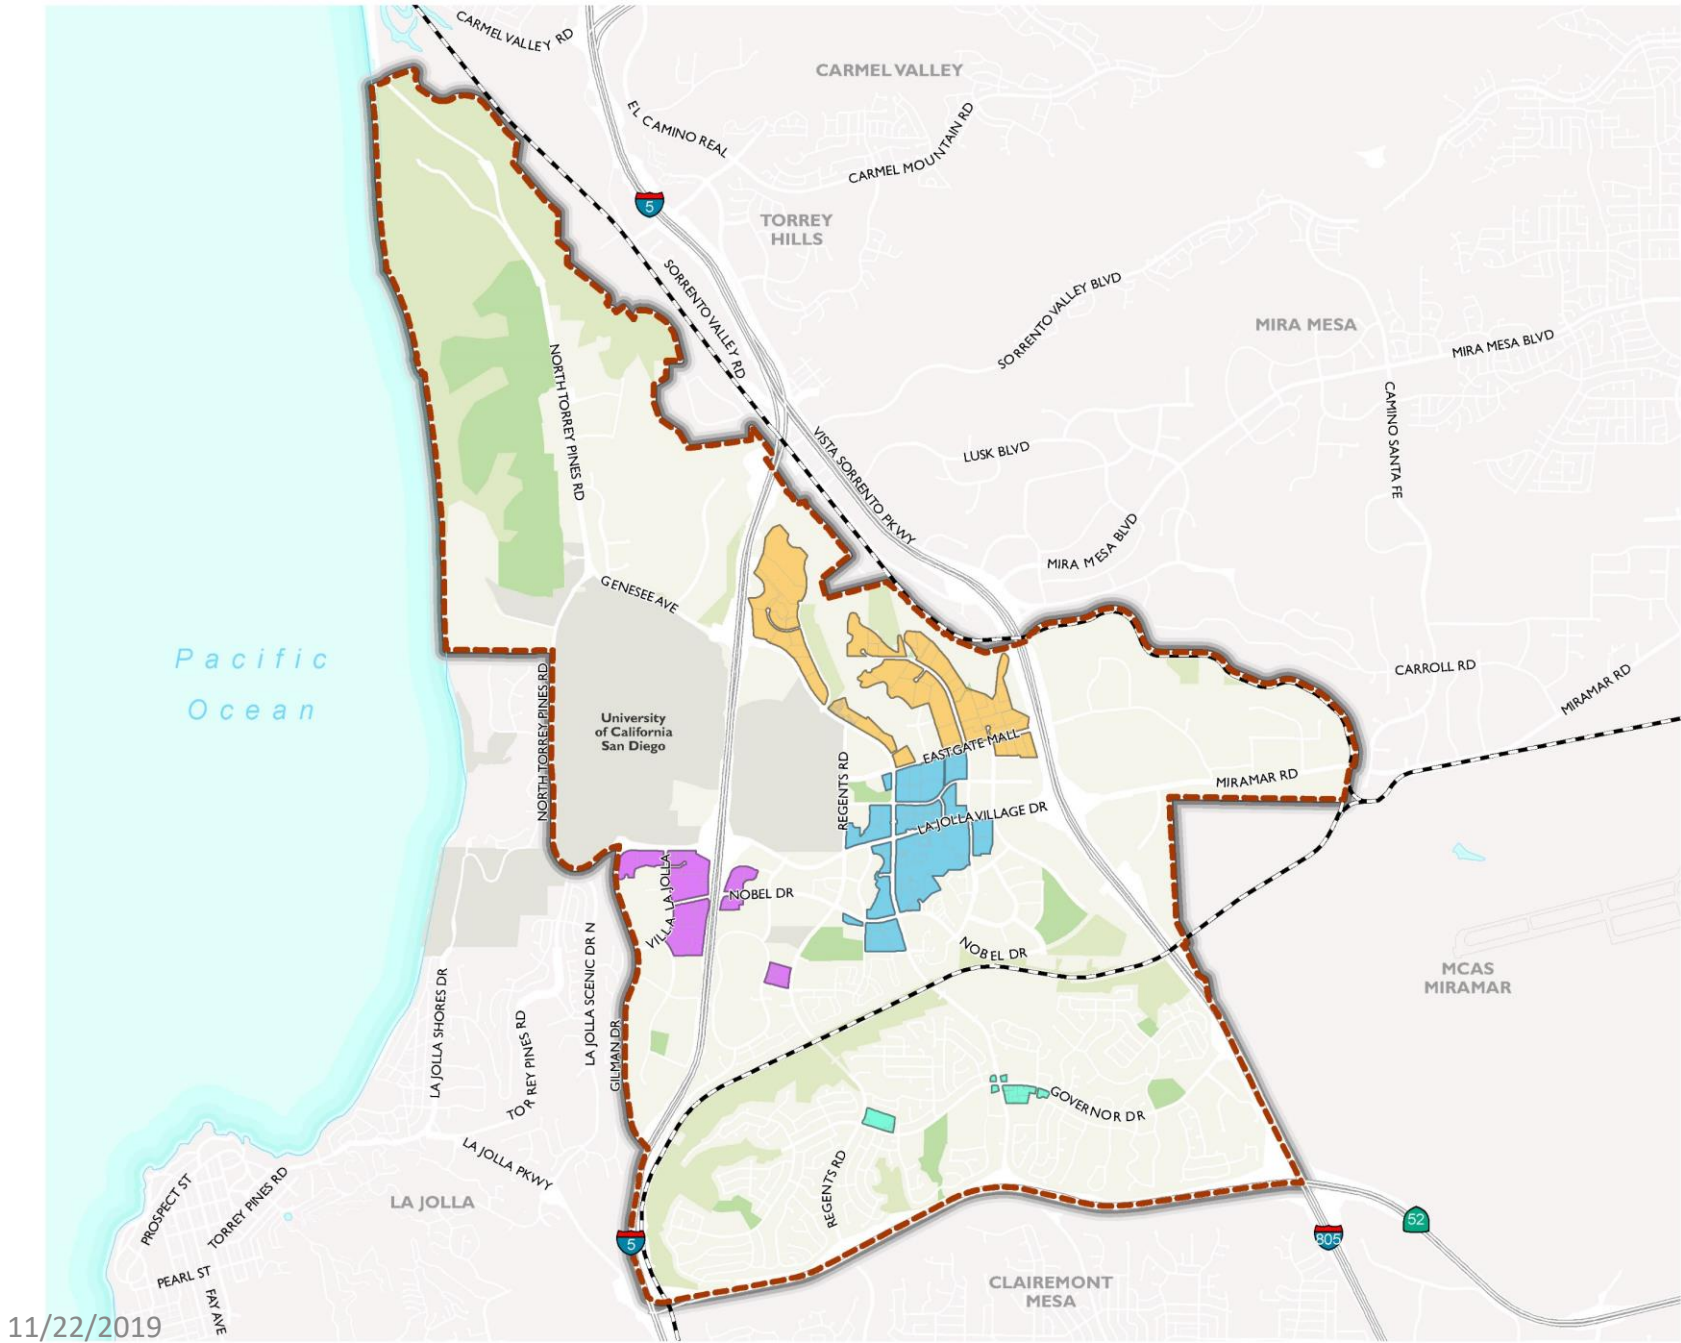 CARMEL VALLEY RD
CARMEL VALLEY
EL CAMINO REAL
CARMEL MOUNTAIN RD
5
TORREY
HILLS
SORRENTO VALLEY RD
SORRENTO VALLEY BLVD
MIRA MESA
MIRA MESA BLVD
NORTH TORREY PINES RD
CAMINO SANTA FE
VISTA SORRENTO PKWY
LUSK BLVD
MIRA MESA BLVD
GENESEE AVE
Pacific
Ocean
CARROLL RD
MIRAMAR RD
NORTH TORREY PINES RD
University
of California
San Diego
EASTGATE MALL
REGENTS RD
MIRAMAR RD
LA JOLLA VILLAGE DR
VILLA LA JOLLA
NOBEL DR
NOBEL DR
LA JOLLA SCENIC DR N
MCAS
MIRAMAR
LA JOLLA SHORES DR
TORREY PINES RD
GILMAN DR
GOVERNOR DR
LA JOLLA PKWY
REGENTS RD
PROSPECT ST
TORREY PINES RD
LA JOLLA
52
805
5
PEARL ST
FAY AVE
CLAIREMONT
MESA
11/22/2019